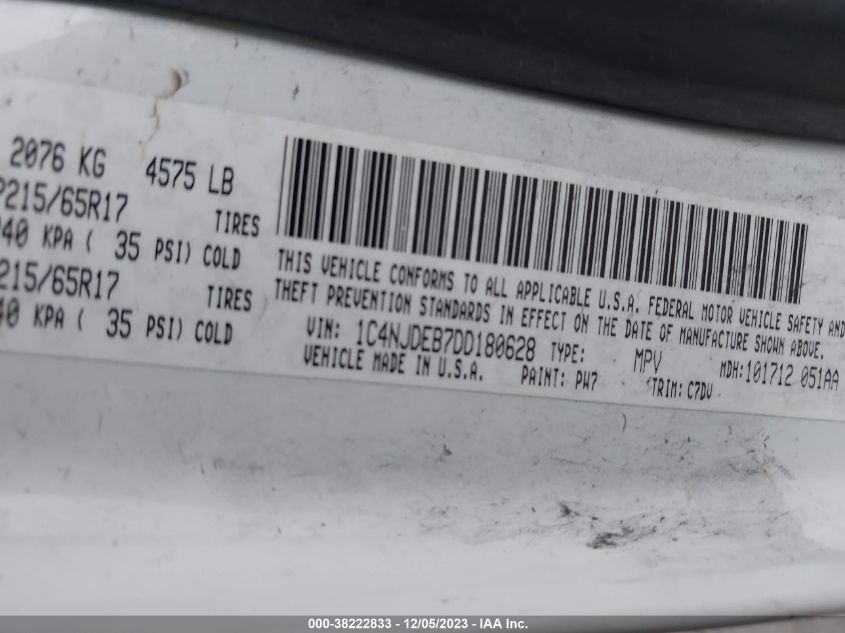 2076 KG 4575 LB
P215/65R17 TIRES
240 KPA ( 35 PSI) COLD
215/65R17 TIRES
40 KPA ( 35 PSI) COLD
THIS VEHICLE CONFORMS TO ALL APPLICABLE U.S.A. FEDERAL MOTOR VEHICLE SAFETY AND
THEFT PREVENTION STANDARDS IN EFFECT ON THE DATE OF MANUFACTURE SHOWN ABOVE.
VIN: 1C4NJDEB7DD180628 TYPE: MPV MDH:101712 051AA
VEHICLE MADE IN U.S.A. PAINT: PW7 TRIM: C7DV
000-38222833 - 12/05/2023 - IAA Inc.